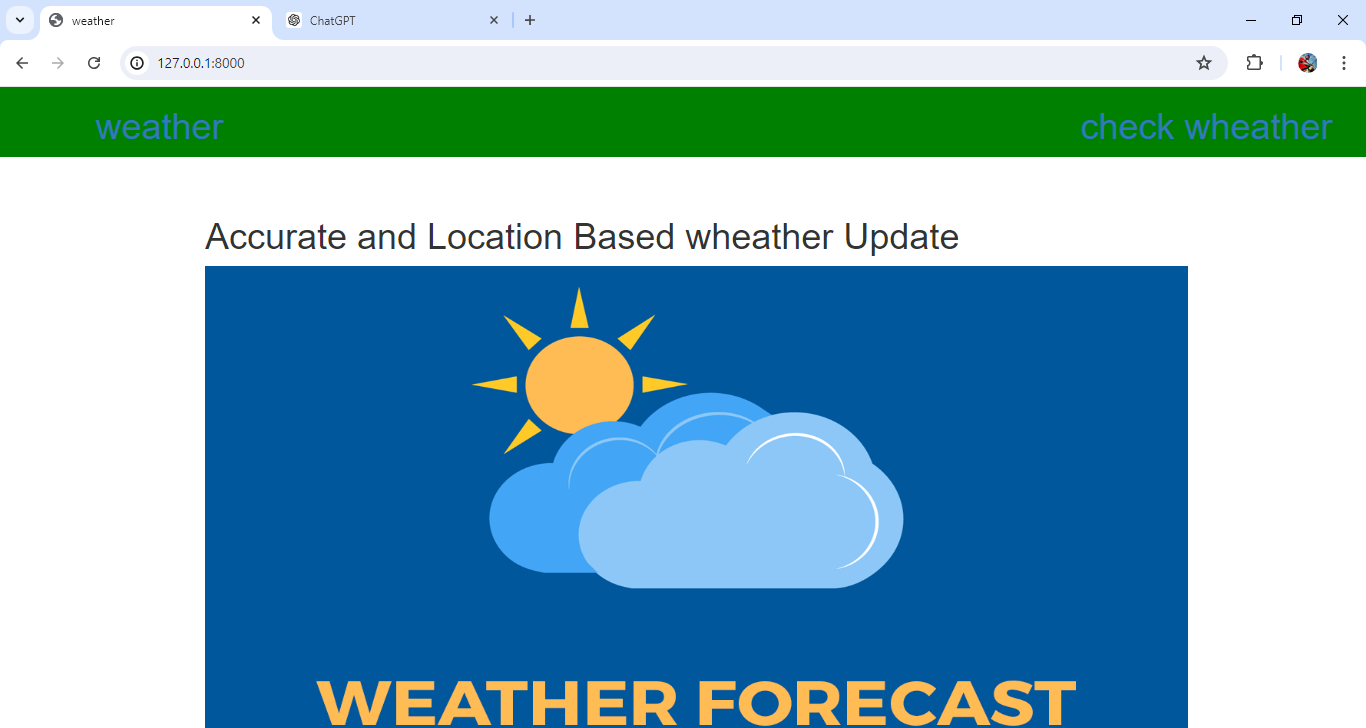 weather
ChatGPT
127.0.0.1:8000
weather
check wheather
Accurate and Location Based wheather Update
WEATHER FORECAST